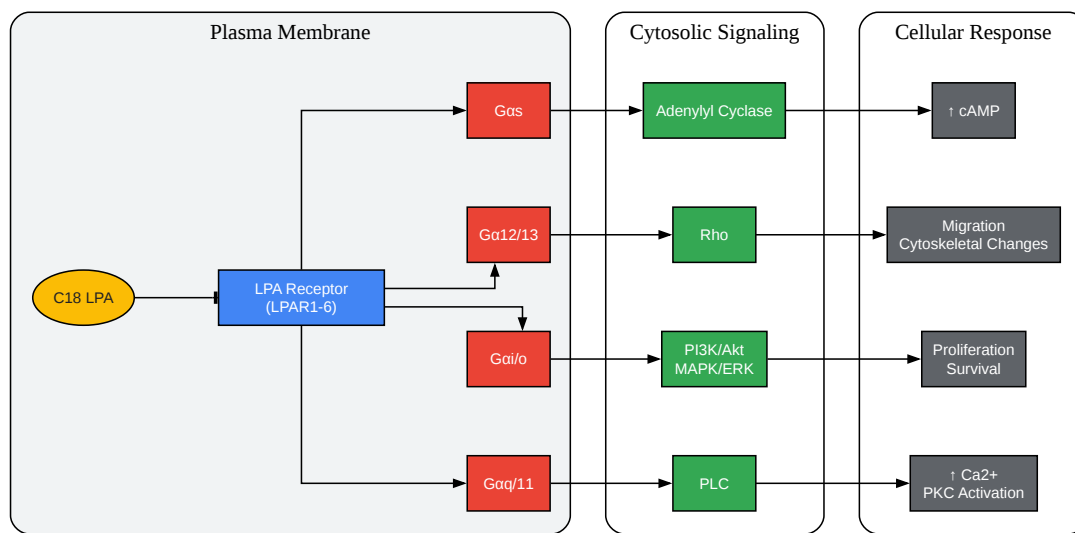 Plasma Membrane
Cytosolic Signaling
Cellular Response
Gαs
Adenylyl Cyclase
↑ cAMP
Gα12/13
Rho
Migration
Cytoskeletal Changes
C18 LPA
LPA Receptor
(LPAR1-6)
Gαi/o
PI3K/Akt
MAPK/ERK
Proliferation
Survival
Gαq/11
PLC
↑ Ca2+
PKC Activation